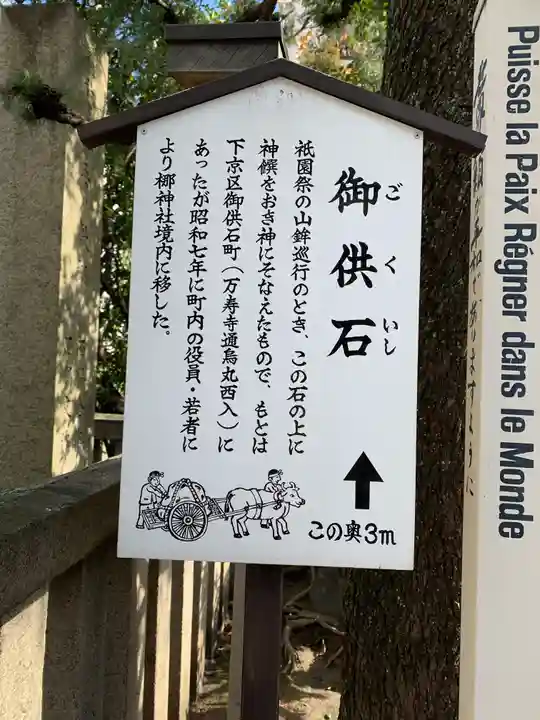 Puisse la Paix Régner dans le Monde
御供石
ごくいし
祇園祭の山鉾巡行のとき、この石の上に
神饌をおき神にそなえたもので、もとは
下京区御供石町（万寿寺通烏丸西入）に
あったが昭和七年に町内の役員・若者に
より梛神社境内に移した。
この奥3m